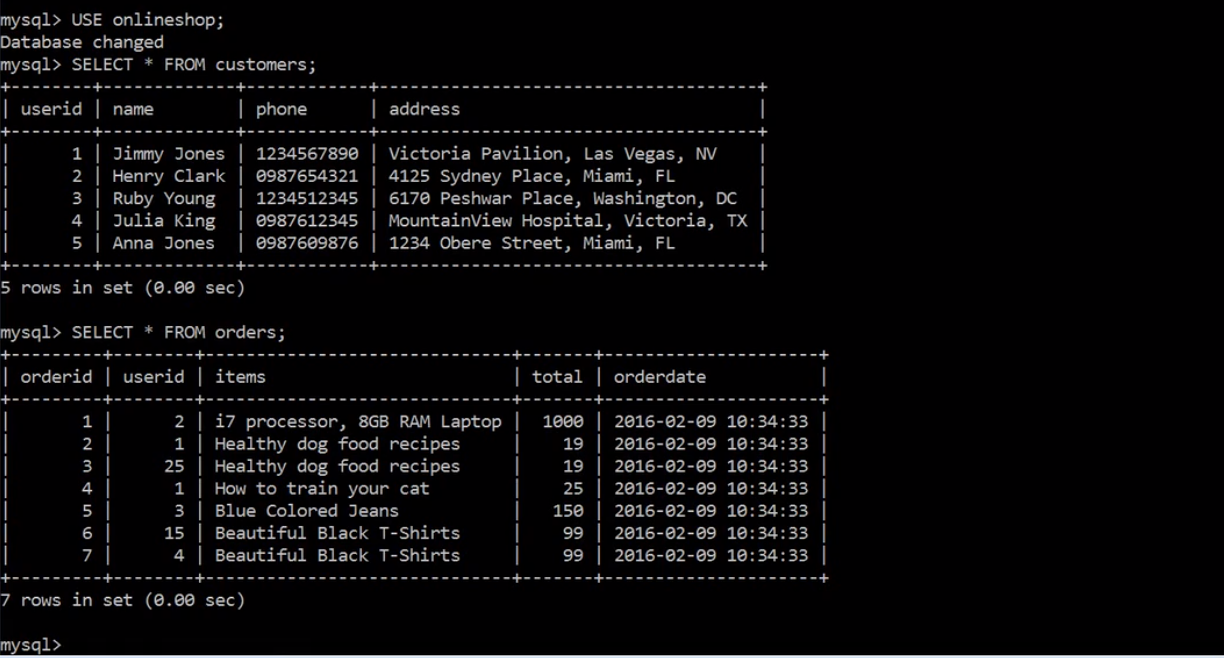 mysql> USE onlineshop;
Database changed
mysql> SELECT * FROM customers;
+--------+-------------+------------+-------------------------------------+
| userid | name        | phone      | address                             |
+--------+-------------+------------+-------------------------------------+
|      1 | Jimmy Jones | 1234567890 | Victoria Pavilion, Las Vegas, NV    |
|      2 | Henry Clark | 0987654321 | 4125 Sydney Place, Miami, FL        |
|      3 | Ruby Young  | 1234512345 | 6170 Peshwar Place, Washington, DC  |
|      4 | Julia King  | 0987612345 | MountainView Hospital, Victoria, TX |
|      5 | Anna Jones  | 0987609876 | 1234 Obere Street, Miami, FL        |
+--------+-------------+------------+-------------------------------------+
5 rows in set (0.00 sec)
mysql> SELECT * FROM orders;
+---------+--------+------------------------------+-------+---------------------+
| orderid | userid | items                        | total | orderdate           |
+---------+--------+------------------------------+-------+---------------------+
|       1 |      2 | i7 processor, 8GB RAM Laptop |  1000 | 2016-02-09 10:34:33 |
|       2 |      1 | Healthy dog food recipes     |    19 | 2016-02-09 10:34:33 |
|       3 |     25 | Healthy dog food recipes     |    19 | 2016-02-09 10:34:33 |
|       4 |      1 | How to train your cat        |    25 | 2016-02-09 10:34:33 |
|       5 |      3 | Blue Colored Jeans           |   150 | 2016-02-09 10:34:33 |
|       6 |     15 | Beautiful Black T-Shirts     |    99 | 2016-02-09 10:34:33 |
|       7 |      4 | Beautiful Black T-Shirts     |    99 | 2016-02-09 10:34:33 |
+---------+--------+------------------------------+-------+---------------------+
7 rows in set (0.00 sec)
mysql>